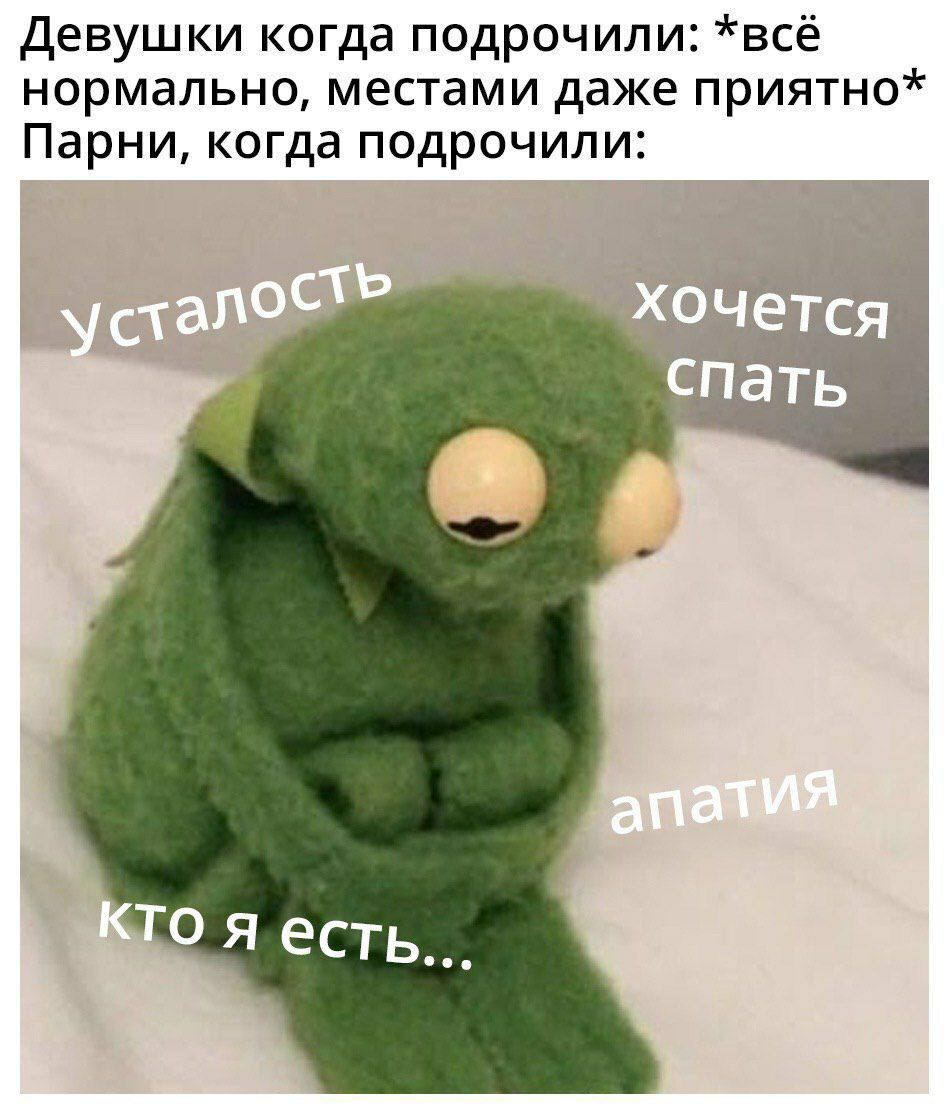 Девушки когда подрочили: *всё
нормально, местами даже приятно*
Парни, когда подрочили:
Усталость
хочется
спать
апатия
кто я есть...